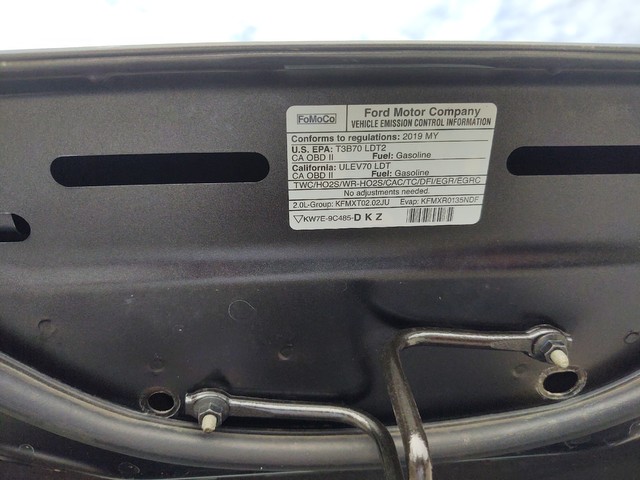 FoMoCo
Ford Motor Company
VEHICLE EMISSION CONTROL INFORMATION
Conforms to regulations: 2019 MY
U.S. EPA: T3B70 LDT2
CA OBD II Fuel: Gasoline
California: ULEV70 LDT
CA OBD II Fuel: Gasoline
TWC/HO2S/WR-HO2S/CAC/TC/DFI/EGR/EGRC
No adjustments needed.
2.0L-Group: KFMXT02.02JU Evap: KFMXR0135NDF
KW7E-9C485-DKZ